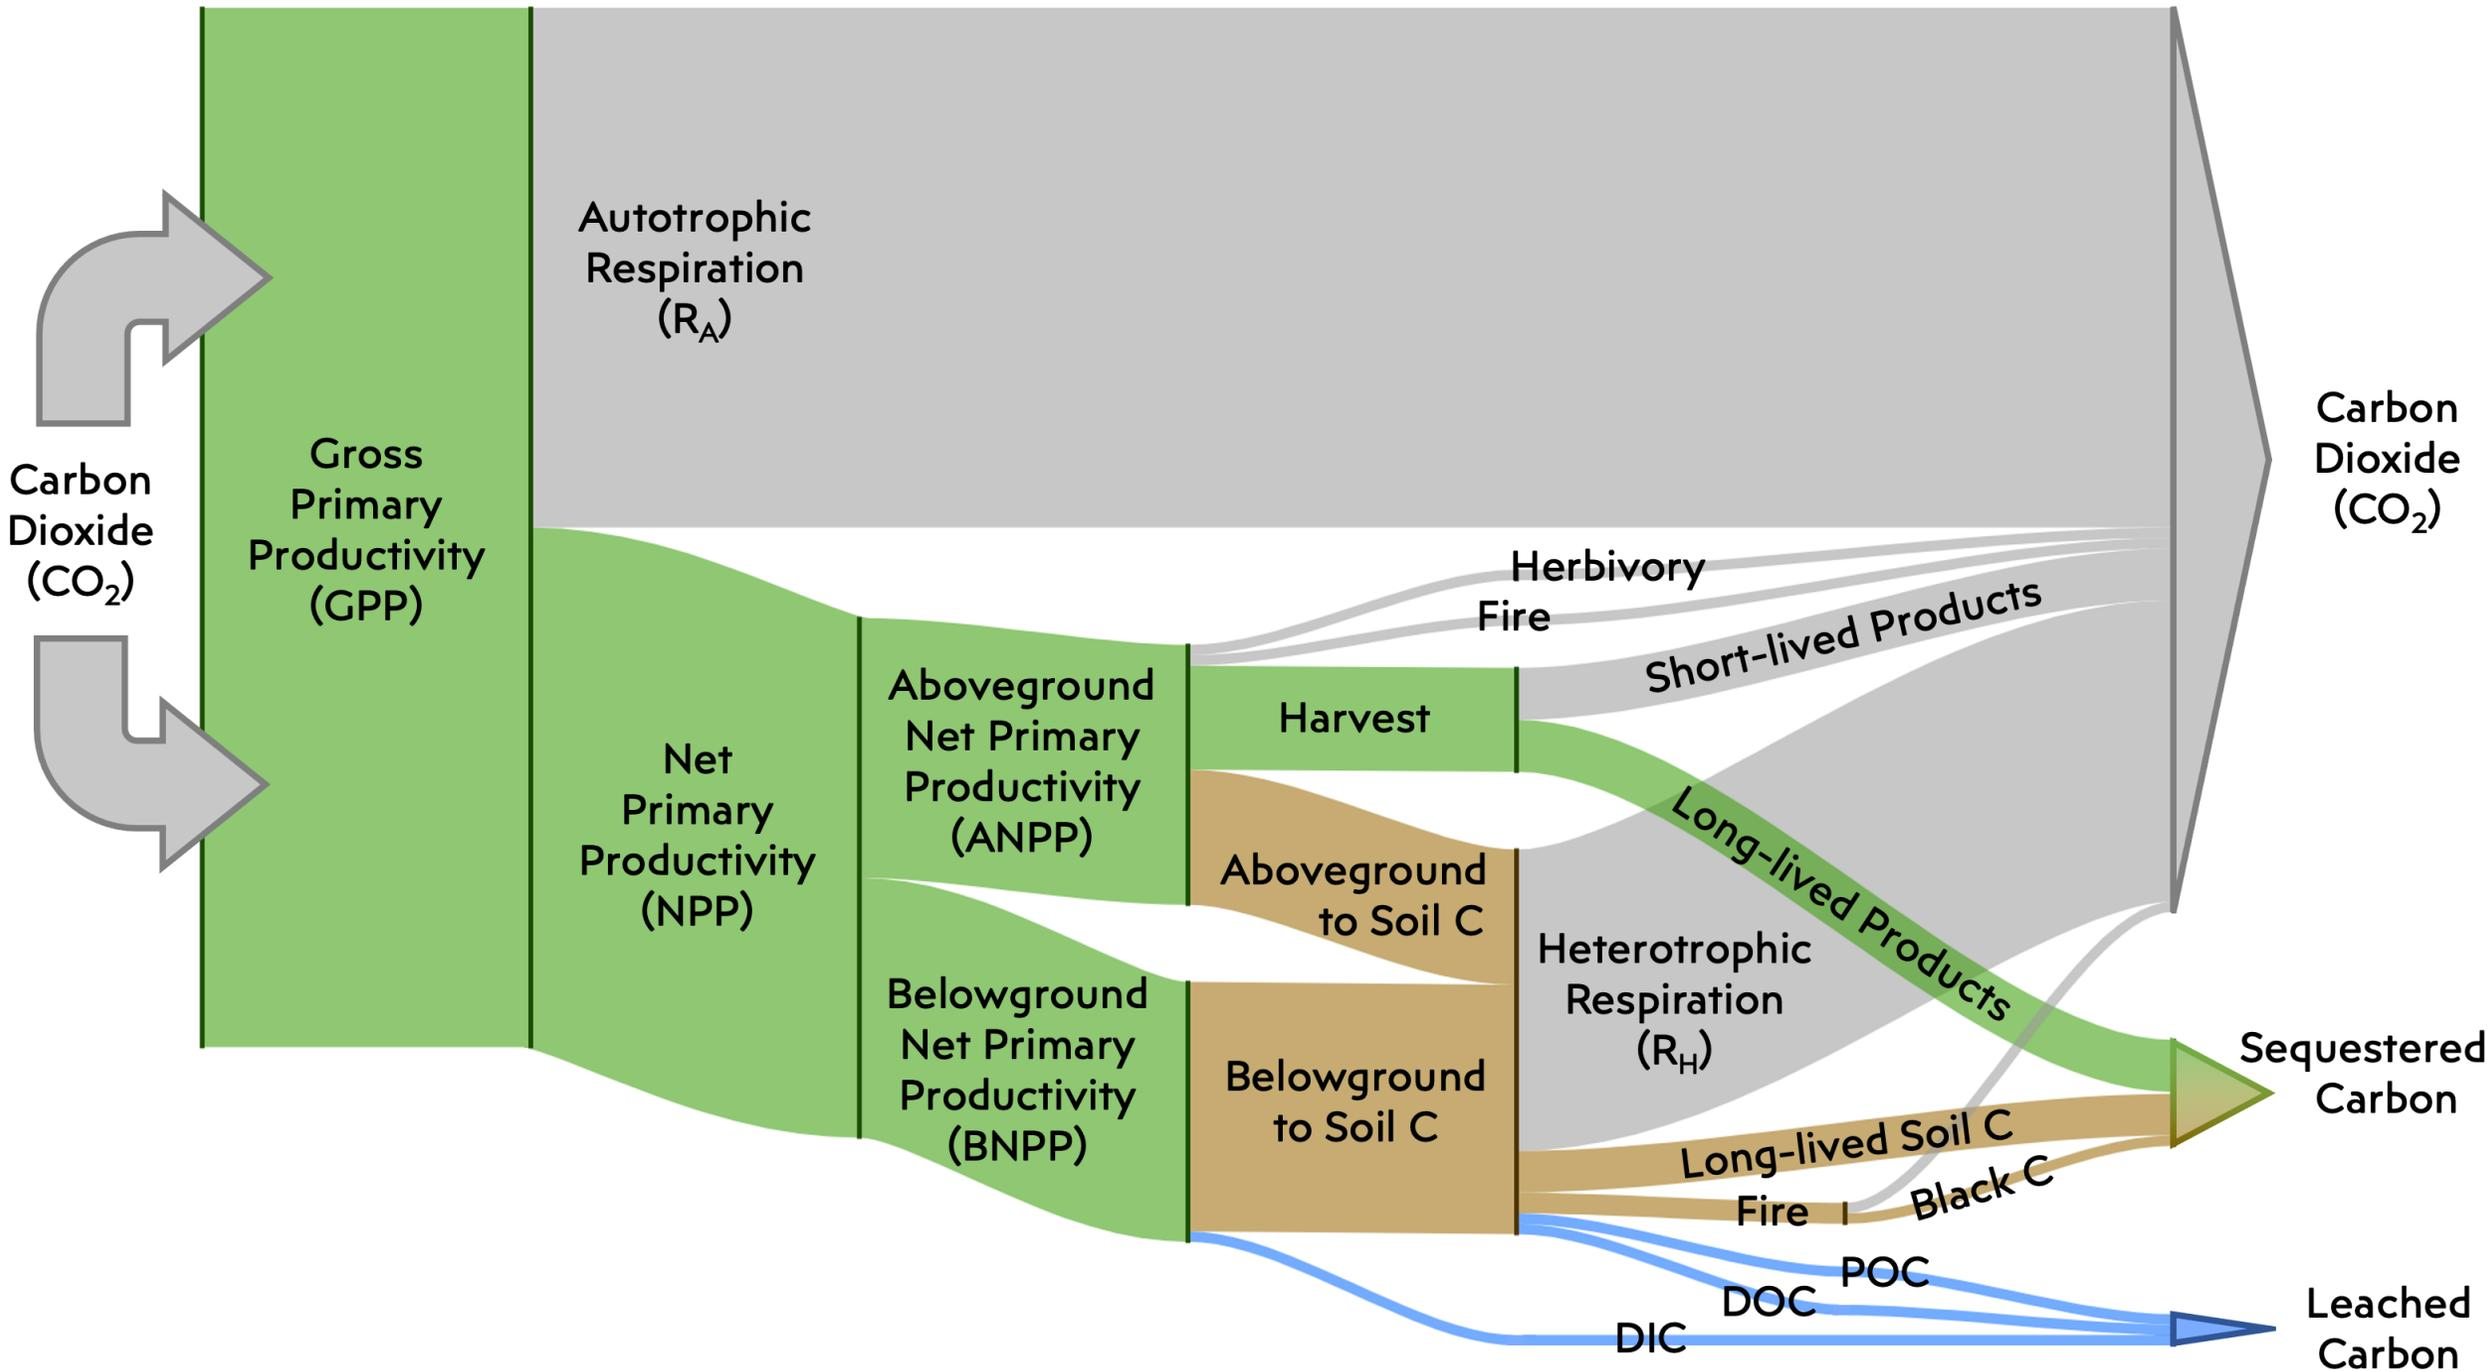 Carbon
Dioxide
(CO₂)
Gross
Primary
Productivity
(GPP)
Autotrophic
Respiration
(R_A)
Net
Primary
Productivity
(NPP)
Aboveground
Net Primary
Productivity
(ANPP)
Belowground
Net Primary
Productivity
(BNPP)
Herbivory
Fire
Harvest
Short-lived Products
Long-lived Products
Aboveground
to Soil C
Belowground
to Soil C
Heterotrophic
Respiration
(R_H)
Long-lived Soil C
Fire
Black C
POC
DOC
DIC
Carbon
Dioxide
(CO₂)
Sequestered
Carbon
Leached
Carbon